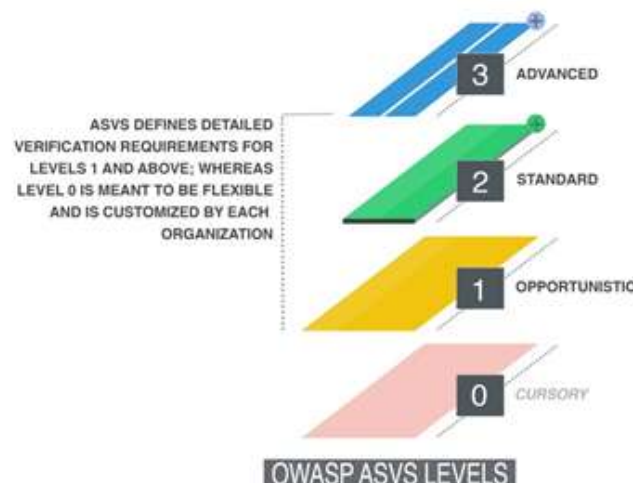 3 ADVANCED
ASVS DEFINES DETAILED
VERIFICATION REQUIREMENTS FOR
LEVELS 1 AND ABOVE; WHEREAS
LEVEL 0 IS MEANT TO BE FLEXIBLE
AND IS CUSTOMIZED BY EACH
ORGANIZATION
2 STANDARD
1 OPPORTUNISTIC
0 CURSORY
OWASP ASVS LEVELS